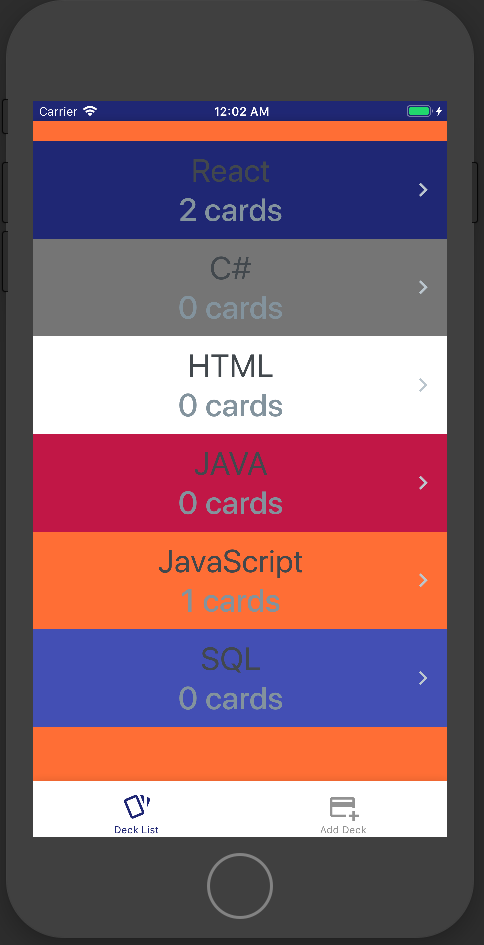 Carrier 12:02 AM
React
2 cards
C#
0 cards
HTML
0 cards
JAVA
0 cards
JavaScript
1 cards
SQL
0 cards
Deck List Add Deck